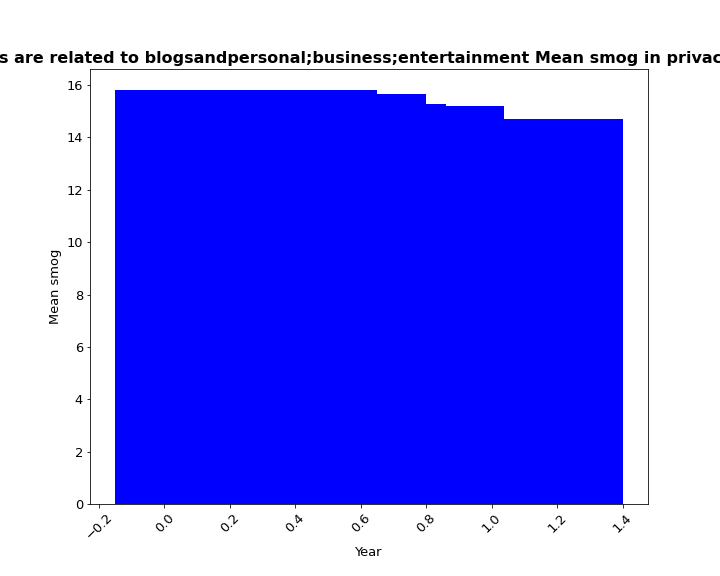 s are related to blogsandpersonal;business;entertainment Mean smog in privac
16
14
12
10
8
6
4
2
0
Mean smog
−0.2 0.0 0.2 0.4 0.6 0.8 1.0 1.2 1.4
Year